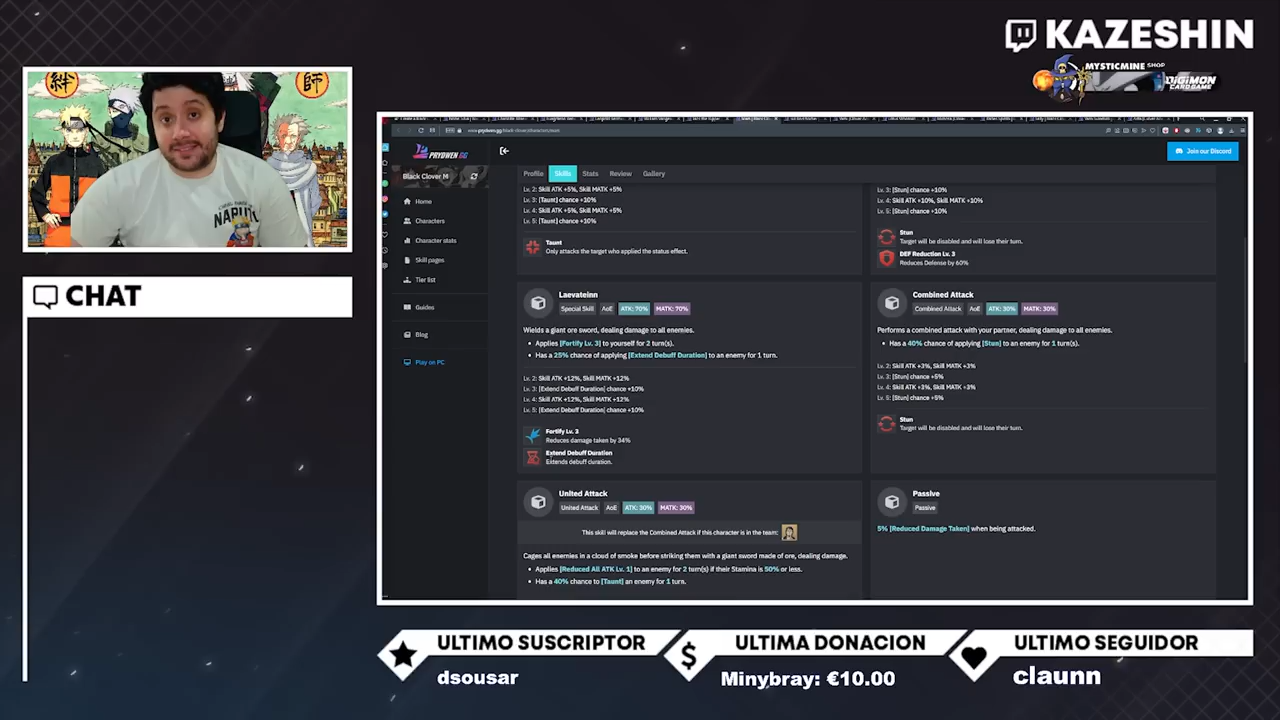 KAZESHIN
MYSTICMINE SHOP
DIGIMON
CARD GAME
絆
師
NARUTO
CHAT
PRYDWEN GG
Join our Discord
Black Clover M
Home
Characters
Character stats
Skill pages
Tier list
Guides
Blog
Play on PC
Profile
Skills
Stats
Review
Gallery
Lv. 2: Skill ATK +5%, Skill MATK +5%
Lv. 3: [Taunt] chance +10%
Lv. 4: Skill ATK +5%, Skill MATK +5%
Lv. 5: [Taunt] chance +10%
Taunt
Only attacks the target who applied the status effect.
Lv. 3: [Stun] chance +10%
Lv. 4: Skill ATK +10%, Skill MATK +10%
Lv. 5: [Stun] chance +10%
Stun
Target will be disabled and will lose their turn.
DEF Reduction Lv. 3
Reduces Defense by 60%
Laevateinn
Special Skill AoE ATK: 70% MATK: 70%
Wields a giant ore sword, dealing damage to all enemies.
• Applies [Fortify Lv. 3] to yourself for 2 turn(s).
• Has a 25% chance of applying [Extend Debuff Duration] to an enemy for 1 turn.
Lv. 2: Skill ATK +12%, Skill MATK +12%
Lv. 3: [Extend Debuff Duration] chance +10%
Lv. 4: Skill ATK +12%, Skill MATK +12%
Lv. 5: [Extend Debuff Duration] chance +10%
Fortify Lv. 3
Reduces damage taken by 34%
Extend Debuff Duration
Extends debuff duration.
Combined Attack
Combined Attack AoE ATK: 30% MATK: 30%
Performs a combined attack with your partner, dealing damage to all enemies.
• Has a 40% chance of applying [Stun] to an enemy for 1 turn(s).
Lv. 2: Skill ATK +3%, Skill MATK +3%
Lv. 3: [Stun] chance +5%
Lv. 4: Skill ATK +3%, Skill MATK +3%
Lv. 5: [Stun] chance +5%
Stun
Target will be disabled and will lose their turn.
United Attack
United Attack AoE ATK: 30% MATK: 30%
This skill will replace the Combined Attack if this character is in the team:
Cages all enemies in a cloud of smoke before striking them with a giant sword made of ore, dealing damage.
• Applies [Reduced All ATK Lv. 1] to an enemy for 2 turn(s) if their Stamina is 50% or less.
• Has a 40% chance to [Taunt] an enemy for 1 turn.
Passive
Passive
5% [Reduced Damage Taken] when being attacked.
ULTIMO SUSCRIPTOR
dsousar
ULTIMA DONACION
Minybray: €10.00
ULTIMO SEGUIDOR
claunn